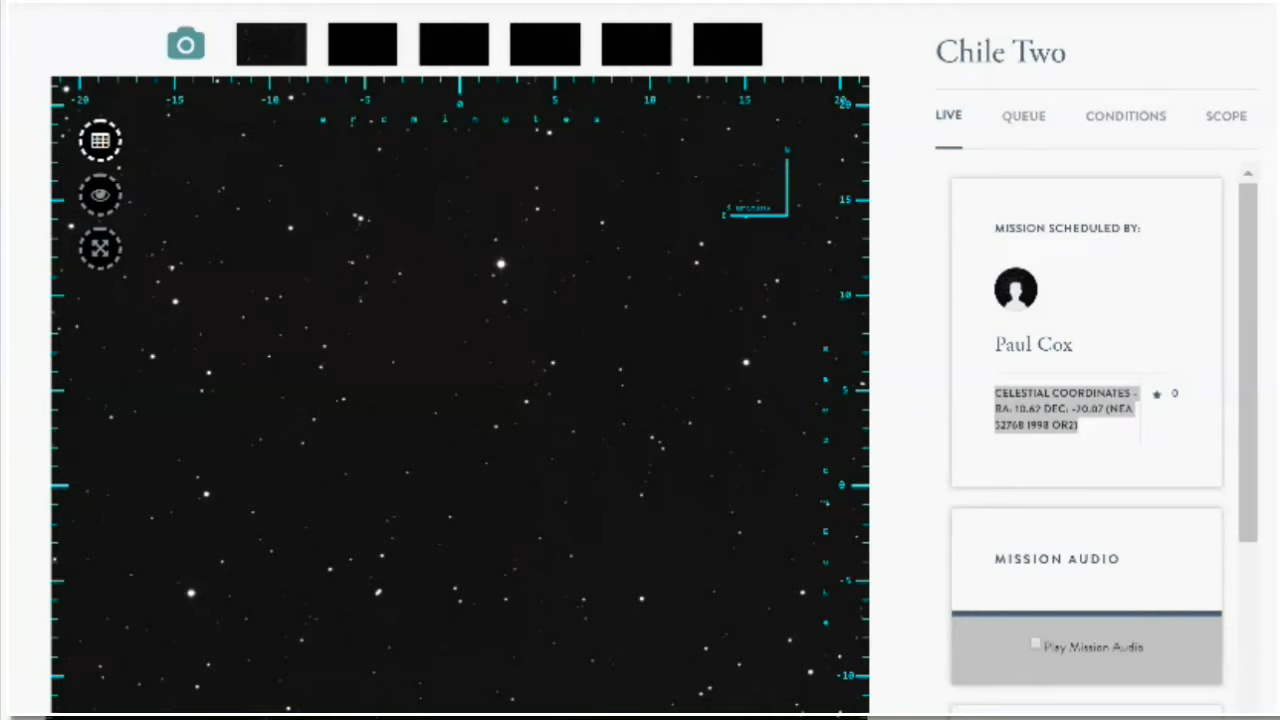 Chile Two
LIVE QUEUE CONDITIONS SCOPE
-20 -15 -10 -5 0 5 10 15 20
20
a r c m i n u t e s
N
E
15
10
5
0
-5
-10
MISSION SCHEDULED BY:
Paul Cox
CELESTIAL COORDINATES - 0
RA: 10.62 DEC: -20.07 (NEA
52768 1998 OR2)
MISSION AUDIO
Play Mission Audio